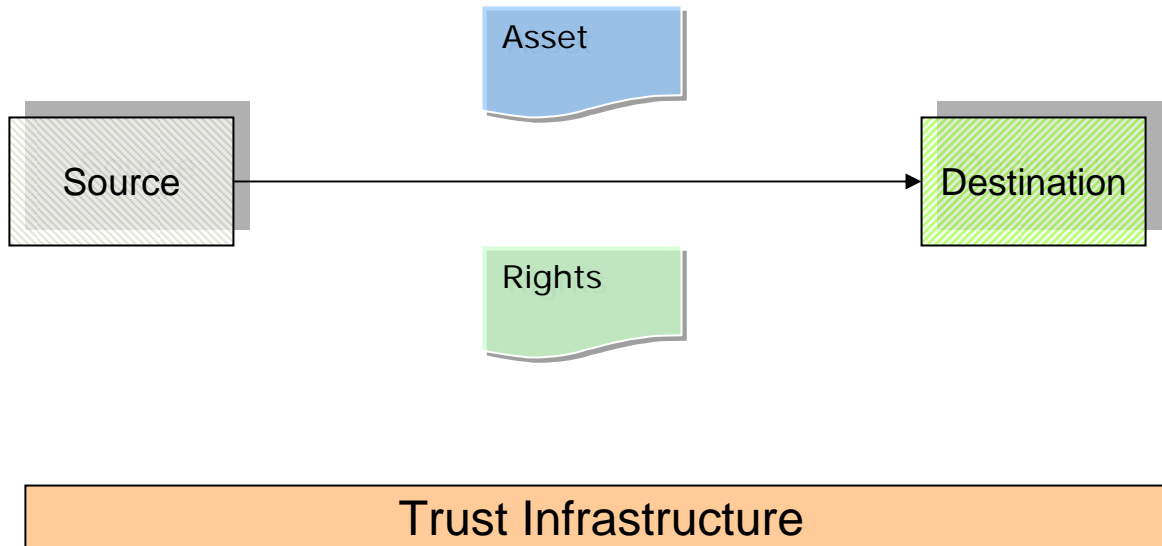 Asset
Source
Destination
Rights
Trust Infrastructure